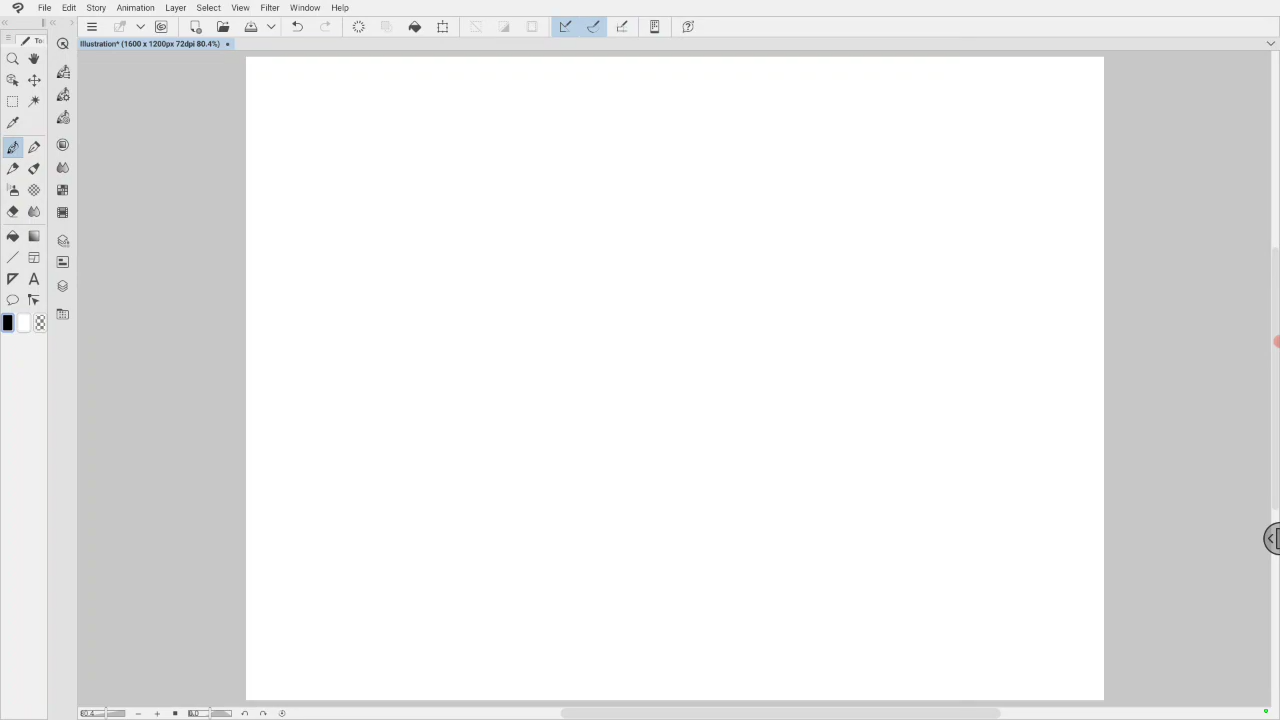 File Edit Story Animation Layer Select View Filter Window Help
Illustration* (1600 x 1200px 72dpi 80.4%)